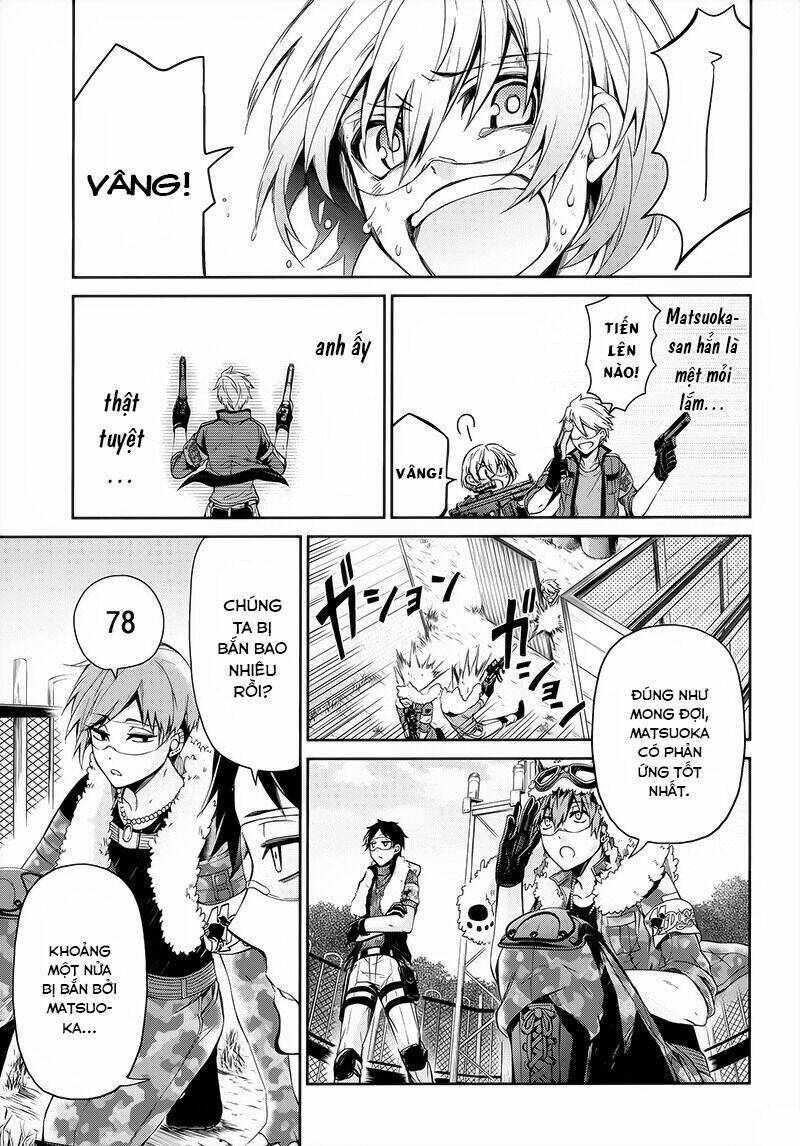 VÂNG!
Matsuoka-
san hẳn là
mệt mỏi
lắm...
TIẾN
LÊN
NÀO!
VÂNG!
anh ấy
thật
tuyệt
...
ガション
ガション
ĐÚNG NHƯ
MONG ĐỢI,
MATSUOKA
CÓ PHẢN
ỨNG TỐT
NHẤT.
CHÚNG
TA BỊ
BẮN BAO
NHIÊU
RỒI?
78
KHOẢNG
MỘT NỬA
BỊ BẮN BỞI
MATSUO-
KA...